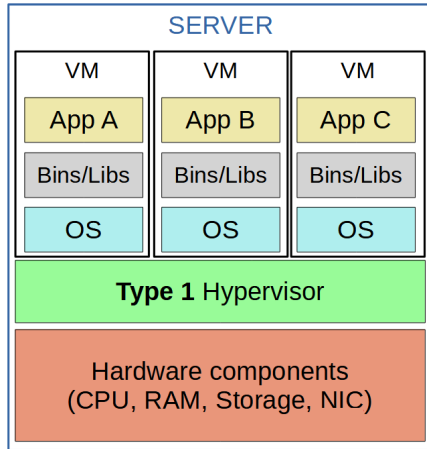 SERVER
VM VM VM
App A App B App C
Bins/Libs Bins/Libs Bins/Libs
OS OS OS
Type 1 Hypervisor
Hardware components
(CPU, RAM, Storage, NIC)